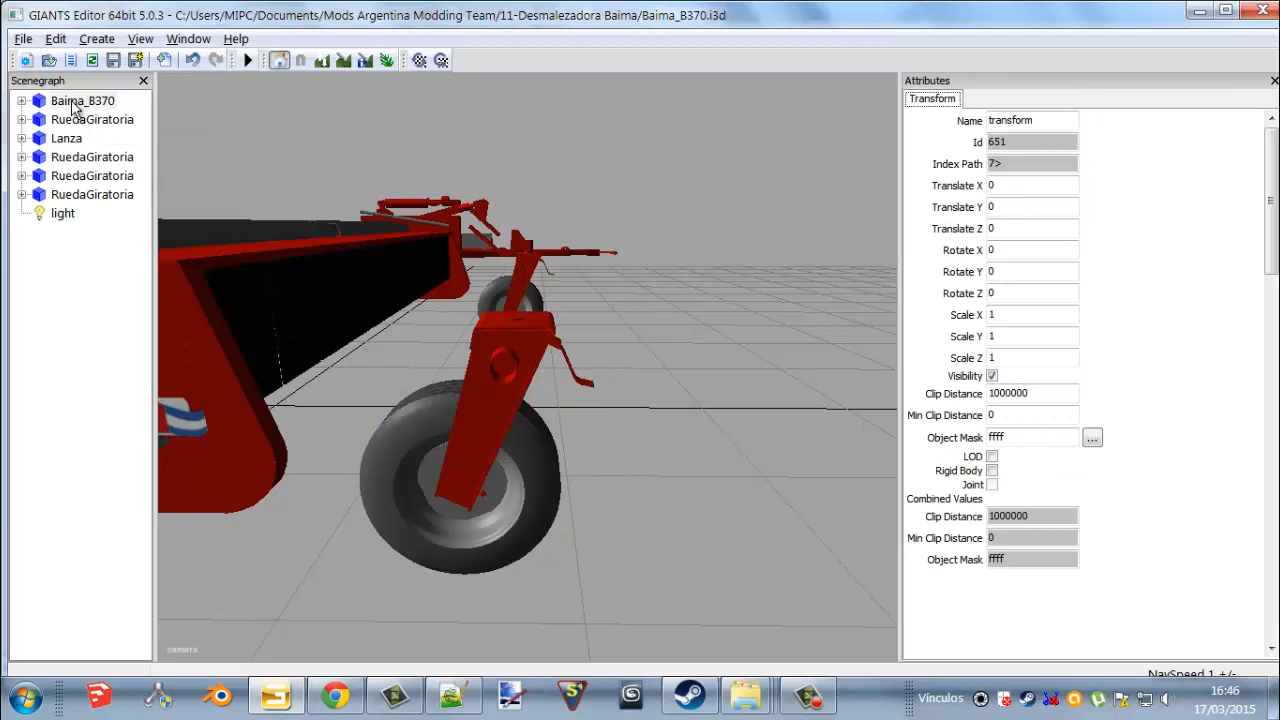 GIANTS Editor 64bit 5.0.3 - C:/Users/MIPC/Documents/Mods Argentina Modding Team/11-Desmalezadora Baima/Baima_B370.i3d
File Edit Create View Window Help
Scenegraph
Baima_B370
RuedaGiratoria
Lanza
RuedaGiratoria
RuedaGiratoria
RuedaGiratoria
light
camera
Attributes
Transform
Name transform
Id 651
Index Path 7>
Translate X 0
Translate Y 0
Translate Z 0
Rotate X 0
Rotate Y 0
Rotate Z 0
Scale X 1
Scale Y 1
Scale Z 1
Visibility
Clip Distance 1000000
Min Clip Distance 0
Object Mask ffff ...
LOD
Rigid Body
Joint
Combined Values
Clip Distance 1000000
Min Clip Distance 0
Object Mask ffff
NavSpeed 1 +/-
Vínculos
16:46
17/03/2015